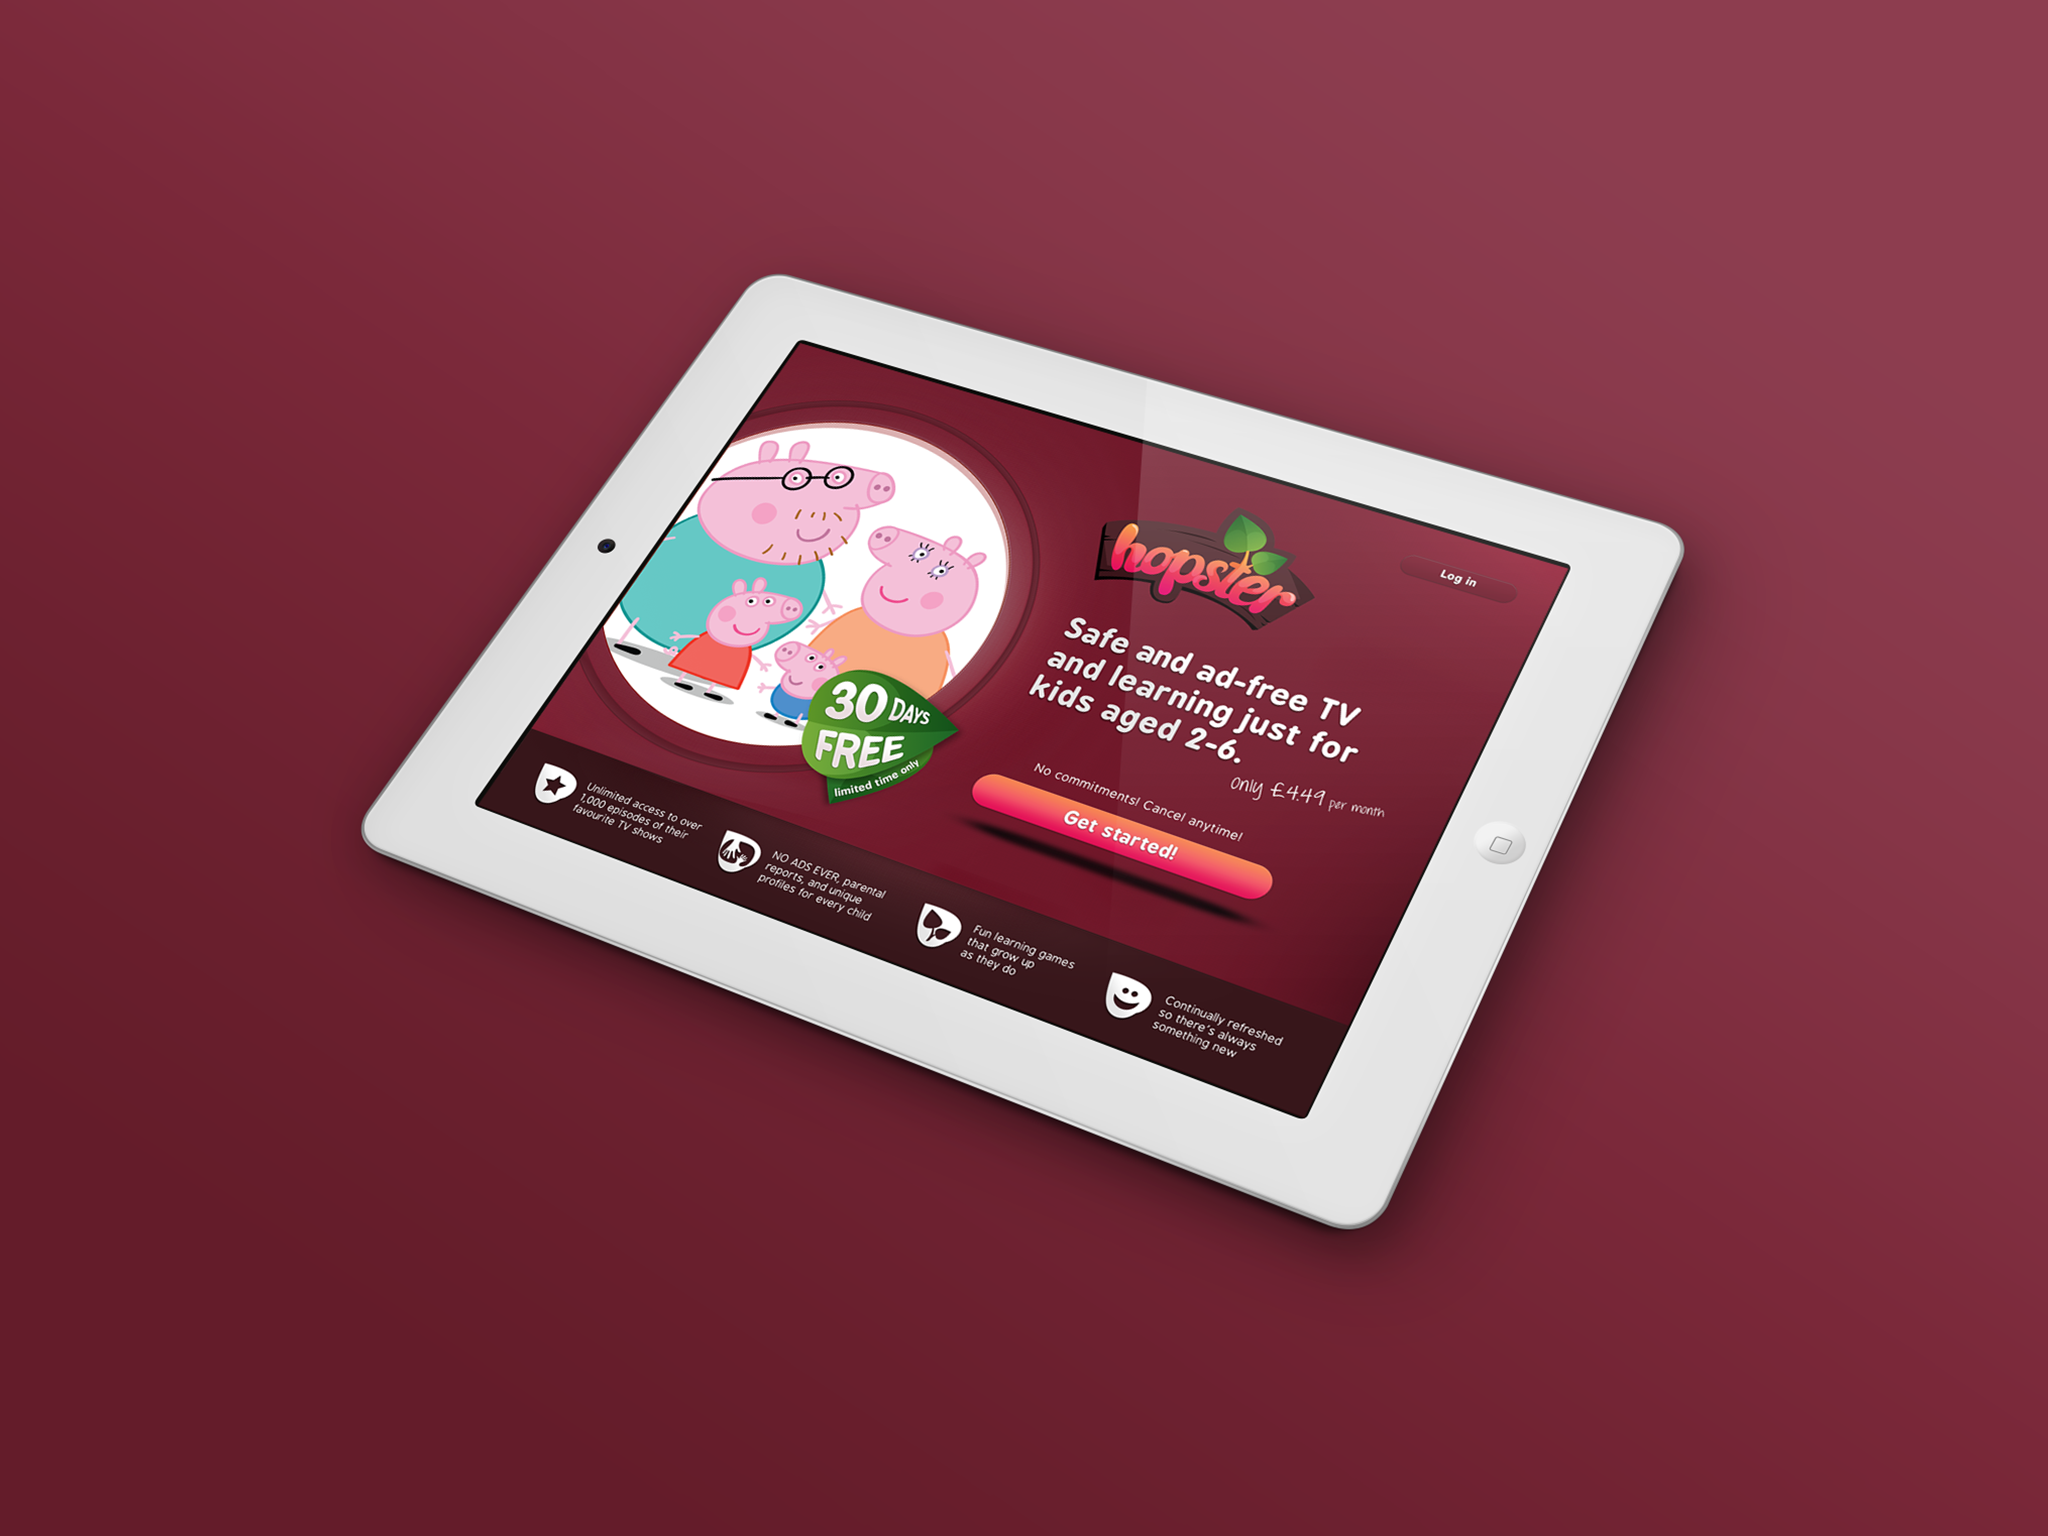 hopster
Log in
Safe and ad-free TV
and learning just for
kids aged 2-6.
only £4.49 per month
No commitments! Cancel anytime!
Get started!
30 DAYS
FREE
limited time only
Unlimited access to over
1,000 episodes of their
favourite TV shows
NO ADS EVER, parental
reports, and unique
profiles for every child
Fun learning games
that grow up
as they do
Continually refreshed
so there's always
something new